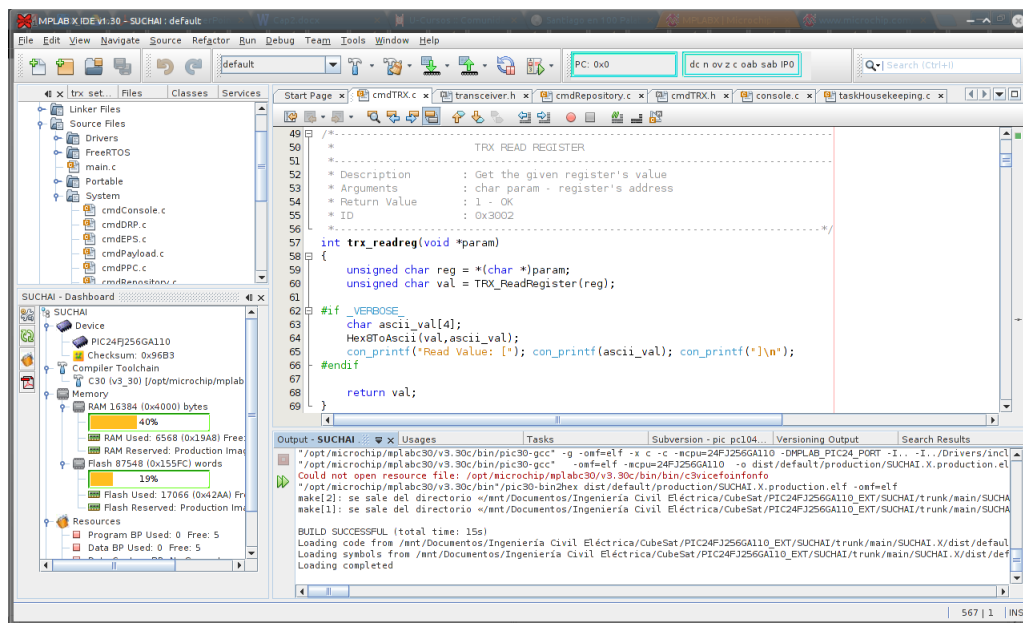 MPLAB X IDE v1.30 - SUCHAI : default
File Edit View Navigate Source Refactor Run Debug Team Tools Window Help
default
PC: 0x0
dc n ov z c oab sab IP0
Search (Ctrl+I)
trx set... Files Classes Services
Linker Files
Source Files
Drivers
FreeRTOS
main.c
Portable
System
cmdConsole.c
cmdDRP.c
cmdEPS.c
cmdPayload.c
cmdPPC.c
cmdRepository.c
SUCHAI - Dashboard
SUCHAI
Device
PIC24FJ256GA110
Checksum: 0x96B3
Compiler Toolchain
C30 (v3_30) [/opt/microchip/mplab
Memory
RAM 16384 (0x4000) bytes
40%
RAM Used: 6568 (0x19A8) Free:
RAM Reserved: Production Imag
Flash 87548 (0x155FC) words
19%
Flash Used: 17066 (0x42AA) Fr
Flash Reserved: Production Ima
Resources
Program BP Used: 0 Free: 5
Data BP Used: 0 Free: 5
Start Page cmdTRX.c transceiver.h cmdRepository.c cmdTRX.h console.c taskHousekeeping.c
49 /*------------------------------------------------------------------------------
50 * TRX READ REGISTER
51 *------------------------------------------------------------------------------
52 * Description : Get the given register's value
53 * Arguments : char param - register's address
54 * Return Value : 1 - OK
55 * ID : 0x3002
56 *----------------------------------------------------------------------------*/
57 int trx_readreg(void *param)
58 {
59 unsigned char reg = *(char *)param;
60 unsigned char val = TRX_ReadRegister(reg);
61
62 #if _VERBOSE_
63 char ascii_val[4];
64 Hex8ToAscii(val,ascii_val);
65 con_printf("Read Value: ["); con_printf(ascii_val); con_printf("]\n");
66 #endif
67
68 return val;
69 }
Output - SUCHAI Usages Tasks Subversion - pic pc104... Versioning Output Search Results
"/opt/microchip/mplabc30/v3.30c/bin/pic30-gcc" -g -omf=elf -x c -c -mcpu=24FJ256GA110 -DMPLAB_PIC24_PORT -I.. -I../Drivers/incl
"/opt/microchip/mplabc30/v3.30c/bin/pic30-gcc" -omf=elf -mcpu=24FJ256GA110 -o dist/default/production/SUCHAI.X.production.el
Could not open resource file: /opt/microchip/mplabc30/v3.30c/bin/bin/c3vicefoinfonfo
"/opt/microchip/mplabc30/v3.30c/bin/"pic30-bin2hex dist/default/production/SUCHAI.X.production.elf -omf=elf
make[2]: se sale del directorio «/mnt/Documentos/Ingeniería Civil Eléctrica/CubeSat/PIC24FJ256GA110_EXT/SUCHAI/trunk/main/SUCHA
make[1]: se sale del directorio «/mnt/Documentos/Ingeniería Civil Eléctrica/CubeSat/PIC24FJ256GA110_EXT/SUCHAI/trunk/main/SUCHA
BUILD SUCCESSFUL (total time: 15s)
Loading code from /mnt/Documentos/Ingeniería Civil Eléctrica/CubeSat/PIC24FJ256GA110_EXT/SUCHAI/trunk/main/SUCHAI.X/dist/defaul
Loading symbols from /mnt/Documentos/Ingeniería Civil Eléctrica/CubeSat/PIC24FJ256GA110_EXT/SUCHAI/trunk/main/SUCHAI.X/dist/def
Loading completed
567 | 1 INS